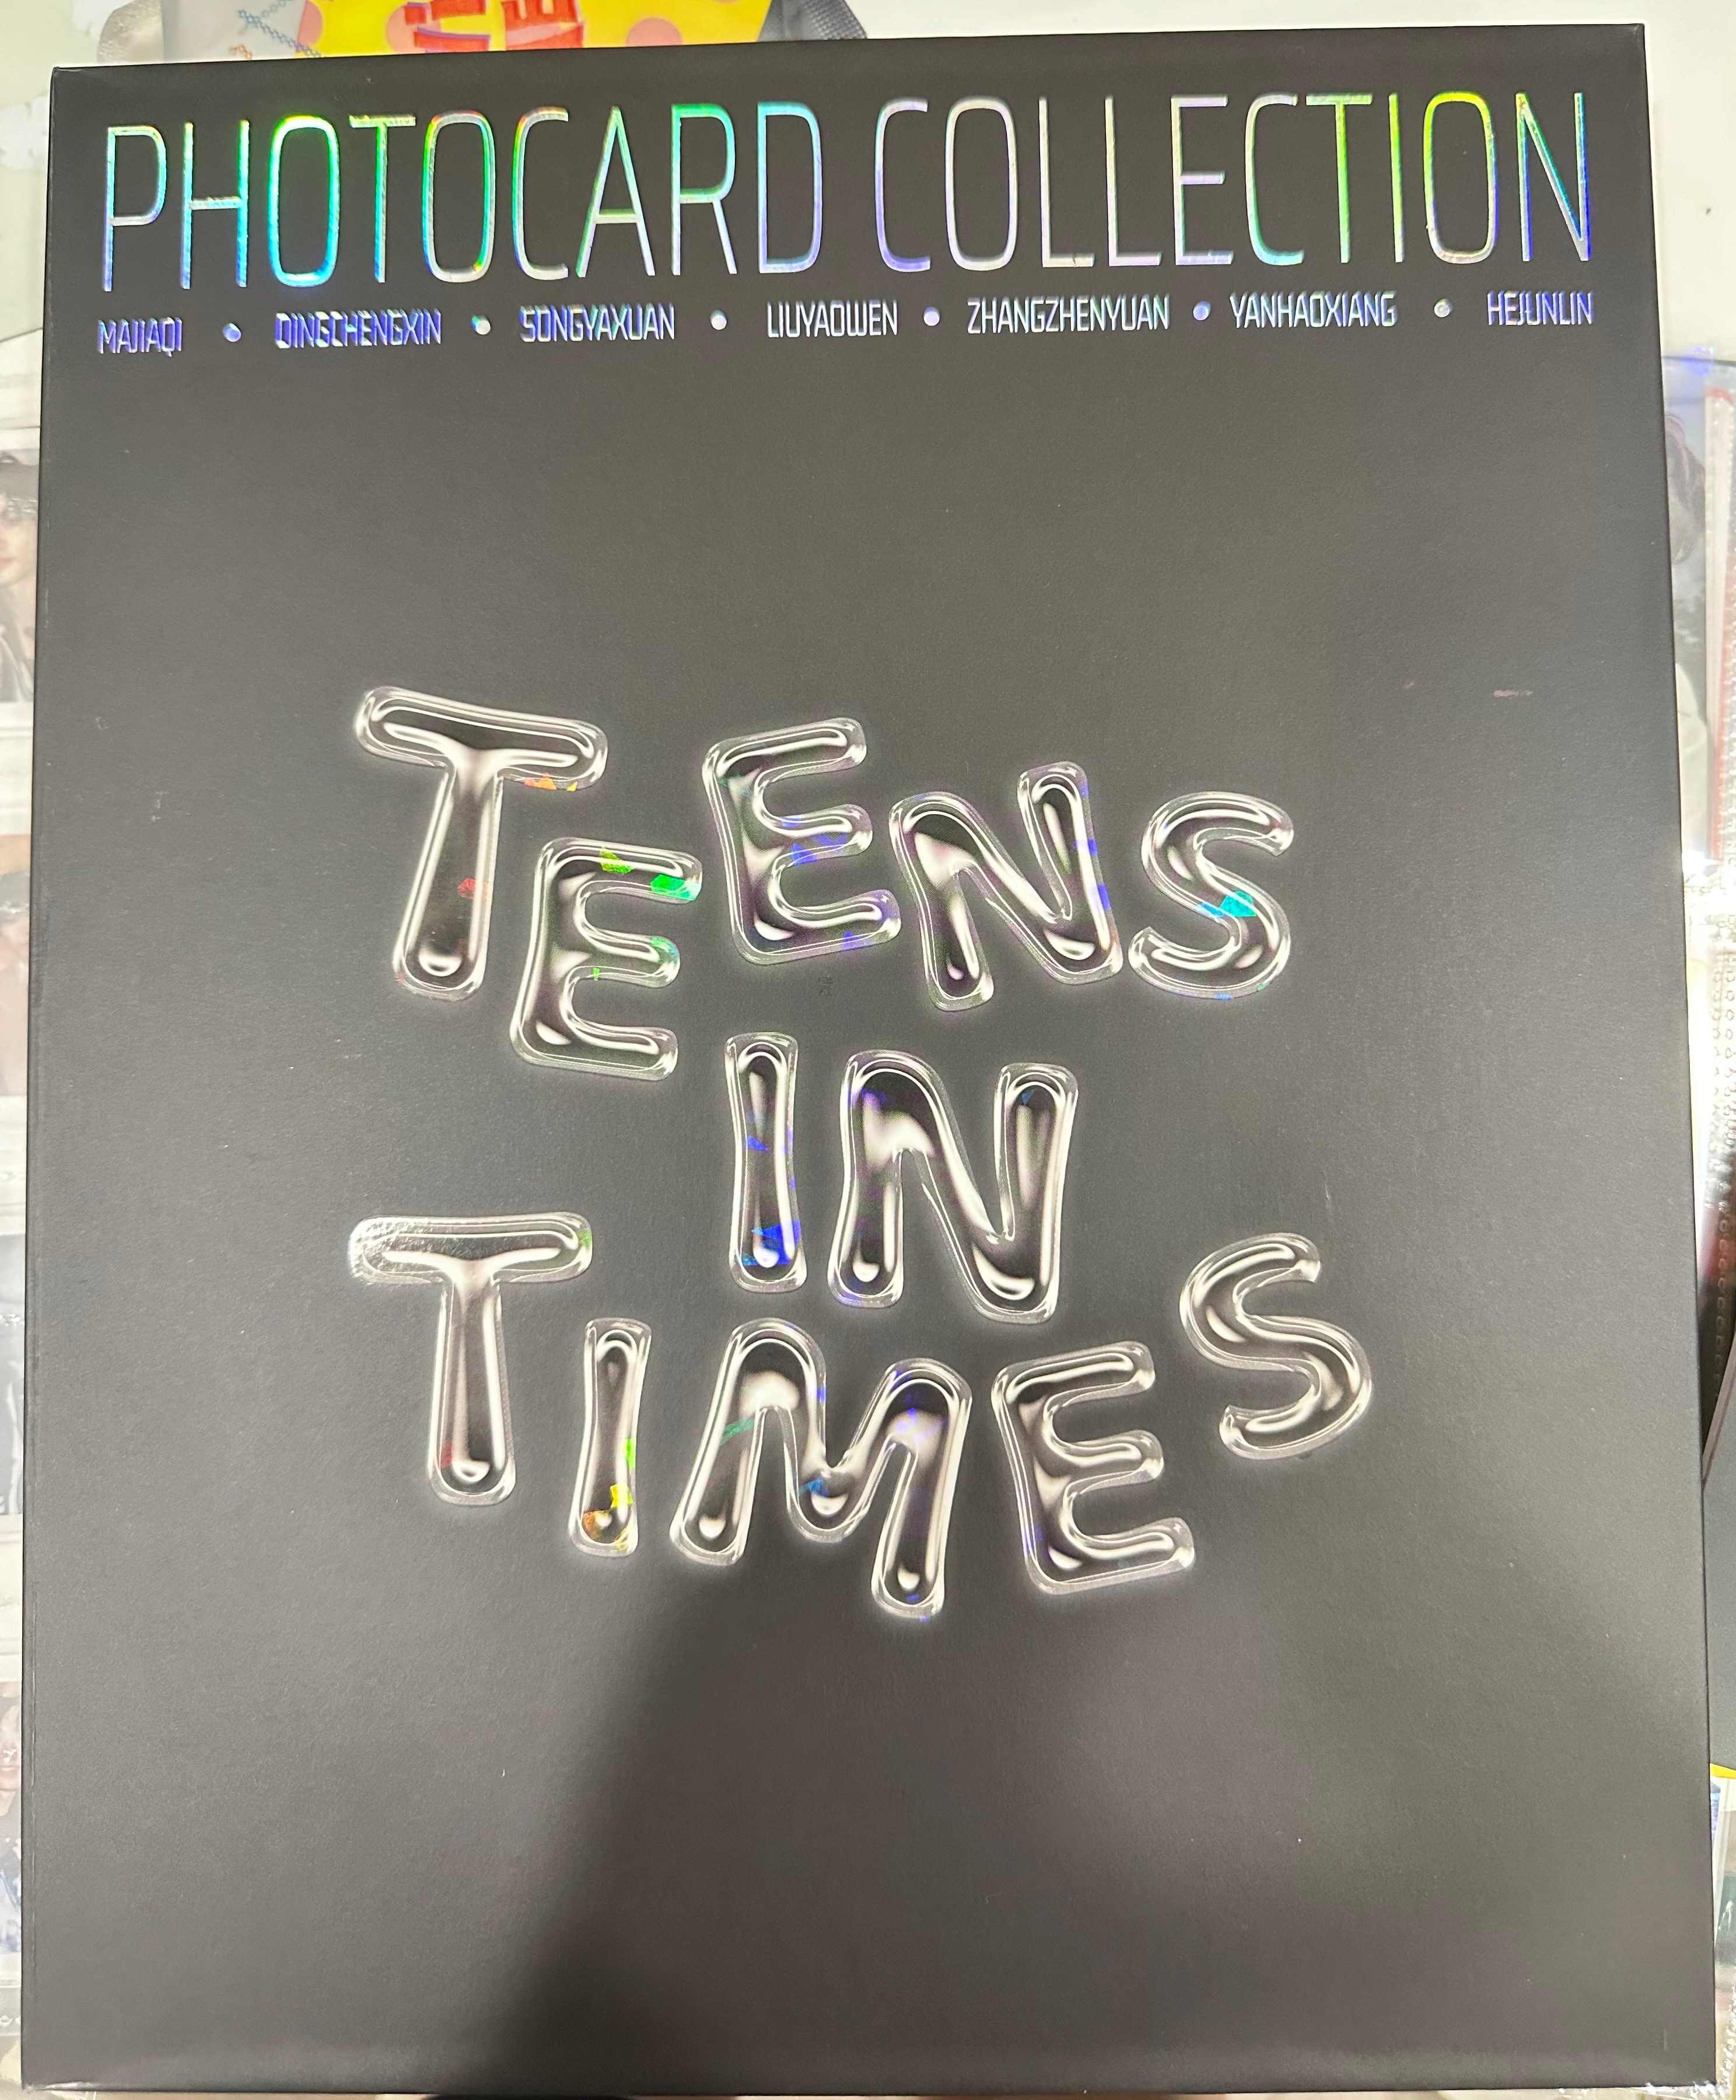 PHOTOCARD COLLECTION
MAJIAQI • DINGCHENGXIN • SONGYAXUAN • LIUYAOWEN • ZHANGZHENYUAN • YANHAOXIANG • HEJUNLIN
TEENS
IN
TIMES